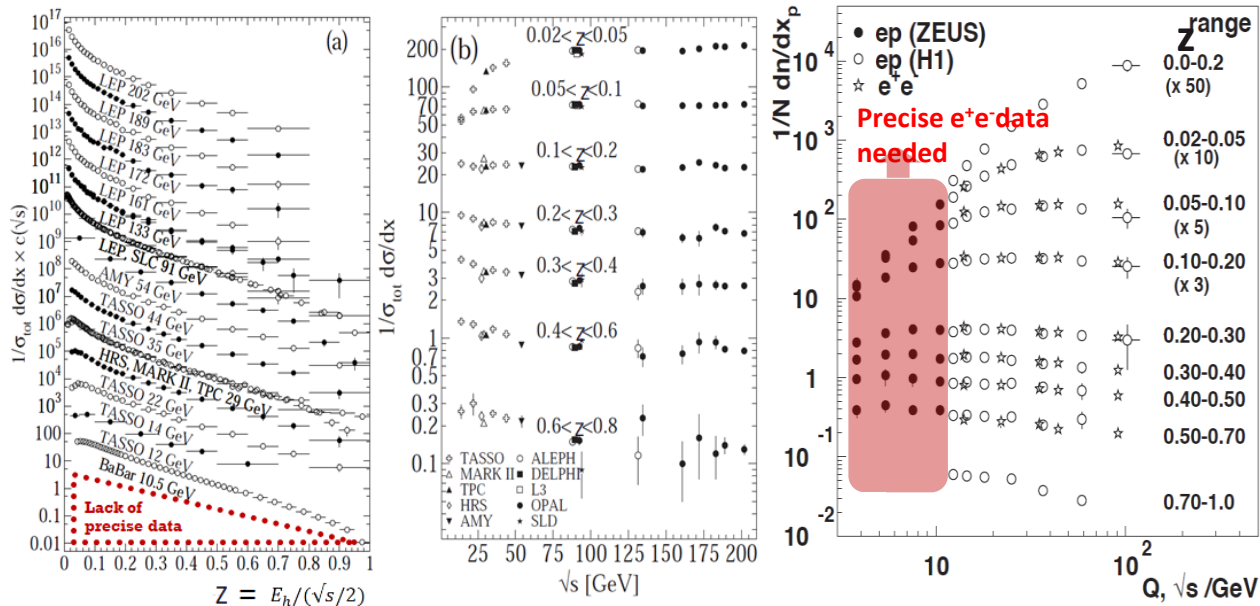 (a)
10^17
10^16
10^15
10^14
10^13
10^12
10^11
10^10
10^9
10^8
10^7
10^6
10^5
10^4
10^3
100
10
1
0.1
0.01
1/σ_tot dσ/dx × c(√s)
LEP 202 GeV
LEP 189 GeV
LEP 183 GeV
LEP 172 GeV
LEP 161 GeV
LEP 133 GeV
LEP, SLC 91 GeV
AMY 54 GeV
TASSO 44 GeV
TASSO 35 GeV
HRS, MARK II, TPC 29 GeV
TASSO 22 GeV
TASSO 14 GeV
TASSO 12 GeV
BaBar 10.5 GeV
Lack of
precise data
0 0.1 0.2 0.3 0.4 0.5 0.6 0.7 0.8 0.9 1
Z = E_h/(√s/2)
(b)
200
100
70
50
30
20
10
7
5
3
2
1
0.7
0.5
0.3
0.2
0.1
1/σ_tot dσ/dx
0.02< z <0.05
0.05< z <0.1
0.1< z <0.2
0.2< z <0.3
0.3< z <0.4
0.4< z <0.6
0.6< z <0.8
TASSO ALEPH
MARK II DELPHI
TPC L3
HRS OPAL
AMY SLD
25 50 75 100 125 150 175 200
√s [GeV]
1/N dn/dx_p
10^4
10^3
10^2
10
1
-1
10
-2
10
ep (ZEUS)
ep (H1)
e^+e^-
Precise e^+e^-data
needed
z range
0.0-0.2
(x 50)
0.02-0.05
(x 10)
0.05-0.10
(x 5)
0.10-0.20
(x 3)
0.20-0.30
0.30-0.40
0.40-0.50
0.50-0.70
0.70-1.0
10 10^2
Q, √s /GeV